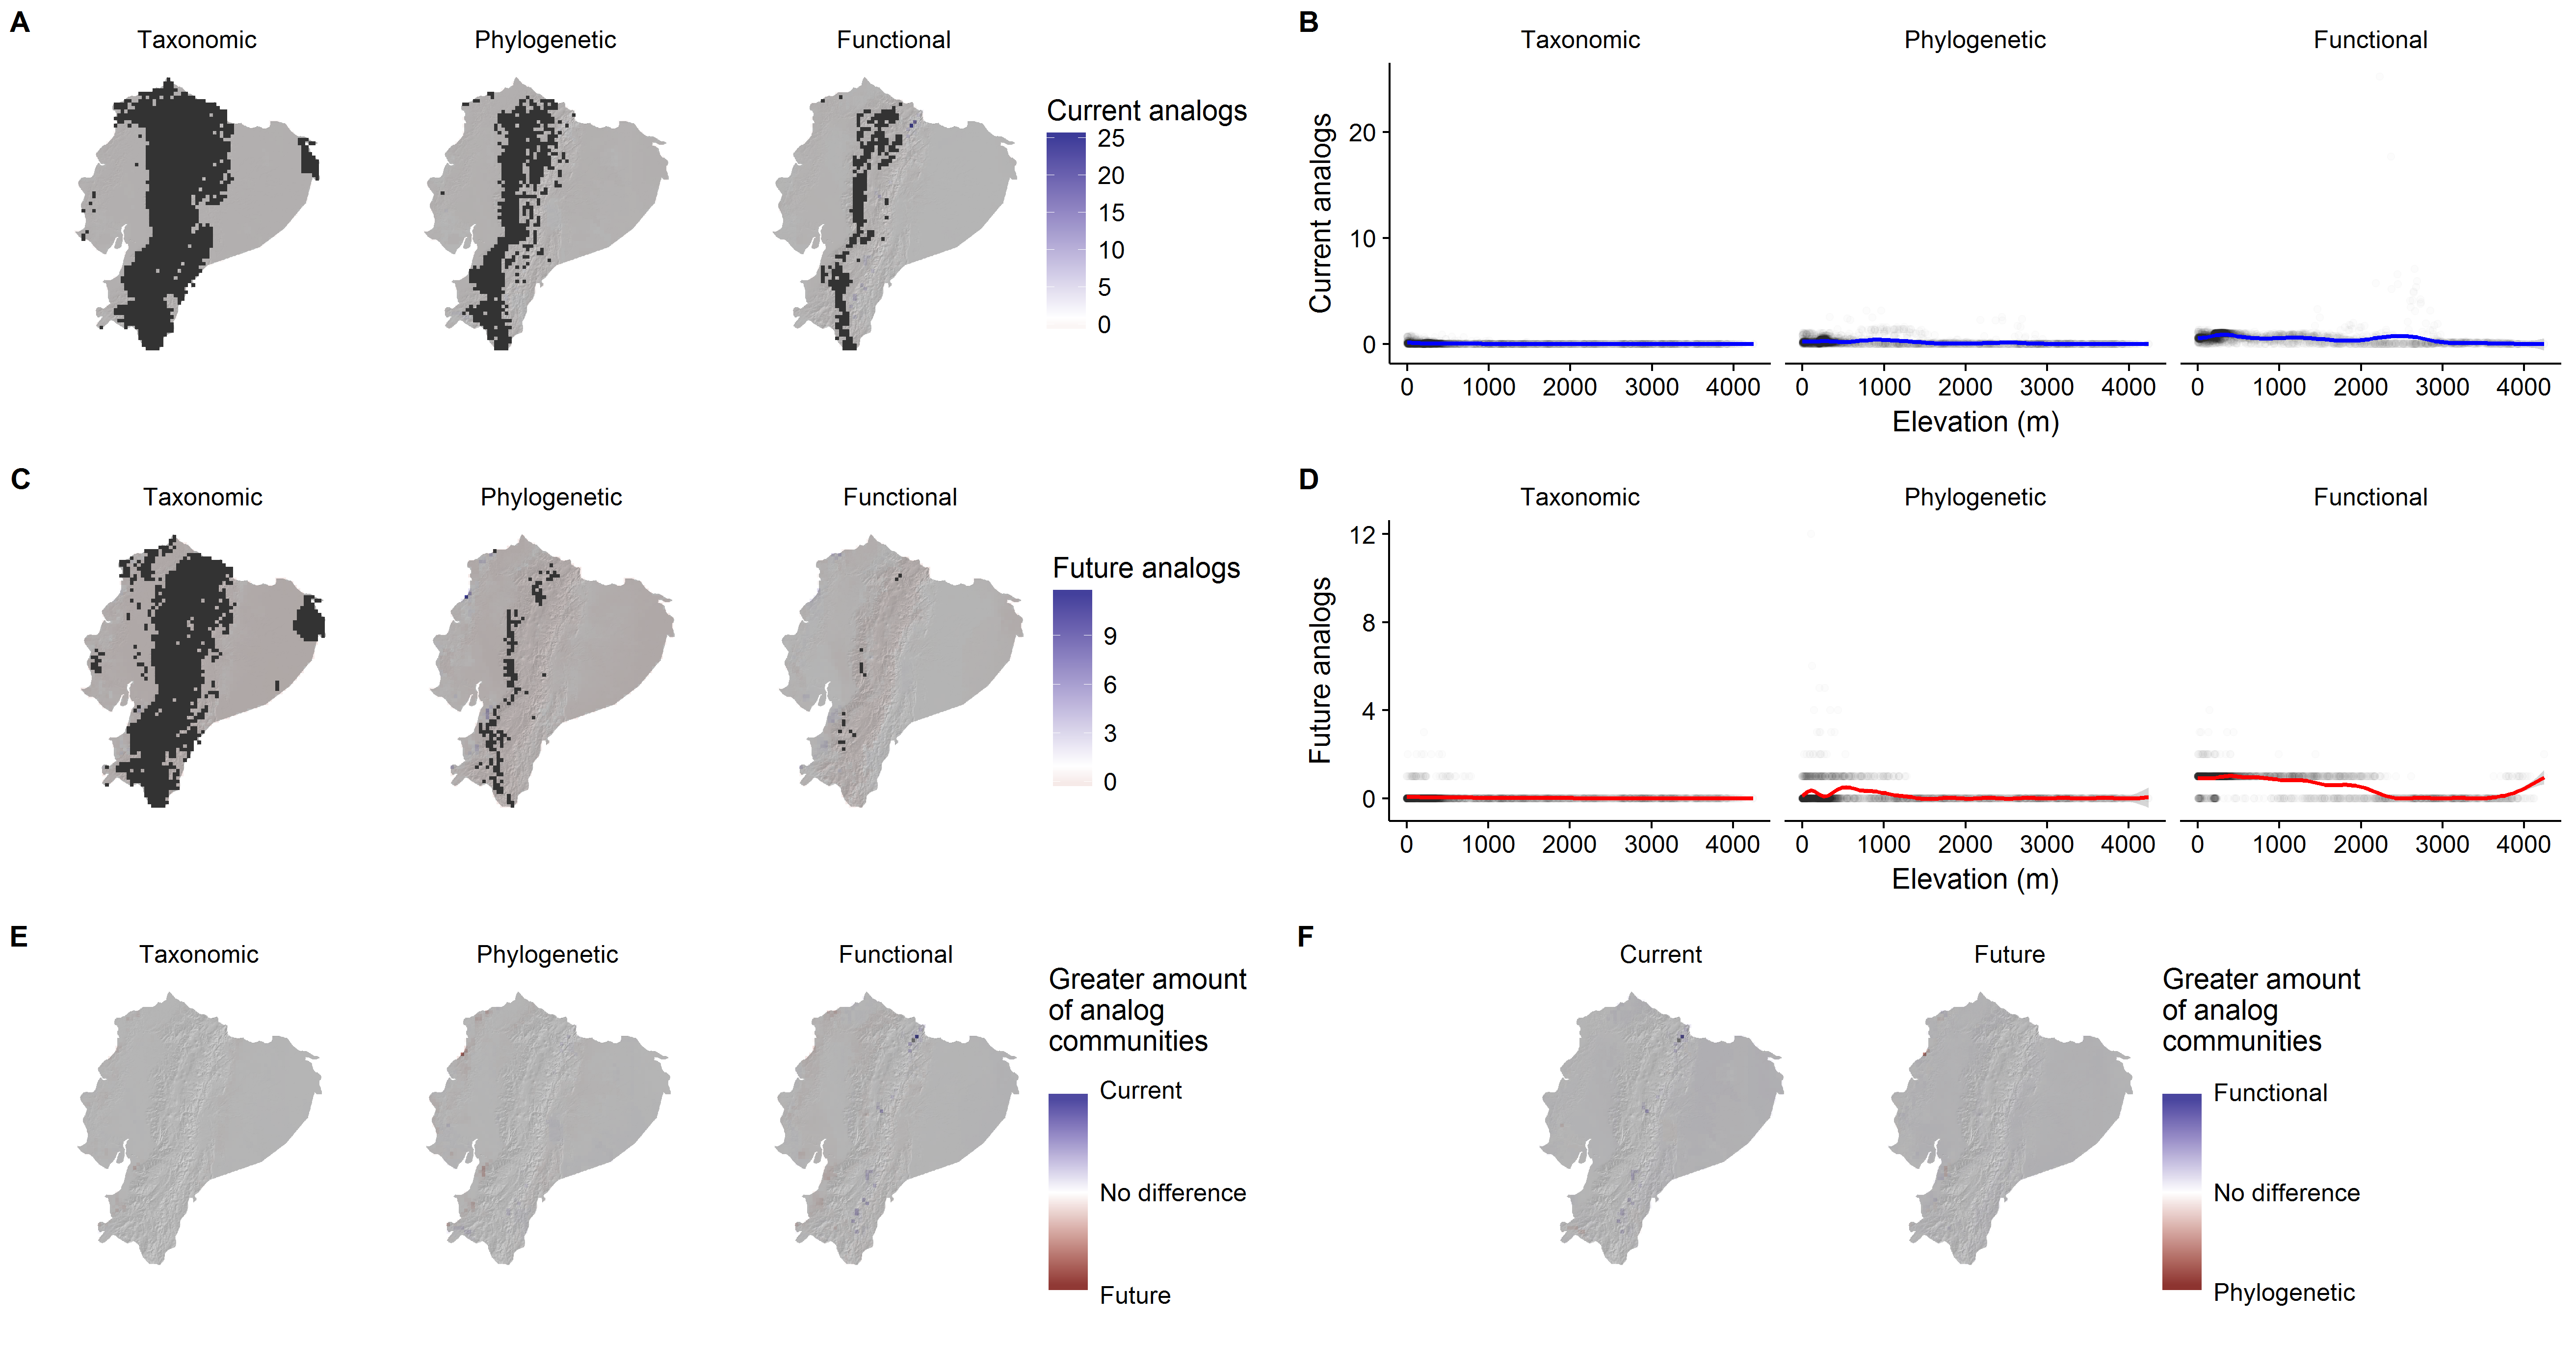 A
Taxonomic
Phylogenetic
Functional
Current analogs
25
20
15
10
5
0
B
Taxonomic
Phylogenetic
Functional
Current analogs
20
10
0
0 1000 2000 3000 4000
0 1000 2000 3000 4000
0 1000 2000 3000 4000
Elevation (m)
C
Taxonomic
Phylogenetic
Functional
Future analogs
9
6
3
0
D
Taxonomic
Phylogenetic
Functional
Future analogs
12
8
4
0
0 1000 2000 3000 4000
0 1000 2000 3000 4000
0 1000 2000 3000 4000
Elevation (m)
E
Taxonomic
Phylogenetic
Functional
Greater amount
of analog
communities
Current
No difference
Future
F
Current
Future
Greater amount
of analog
communities
Functional
No difference
Phylogenetic